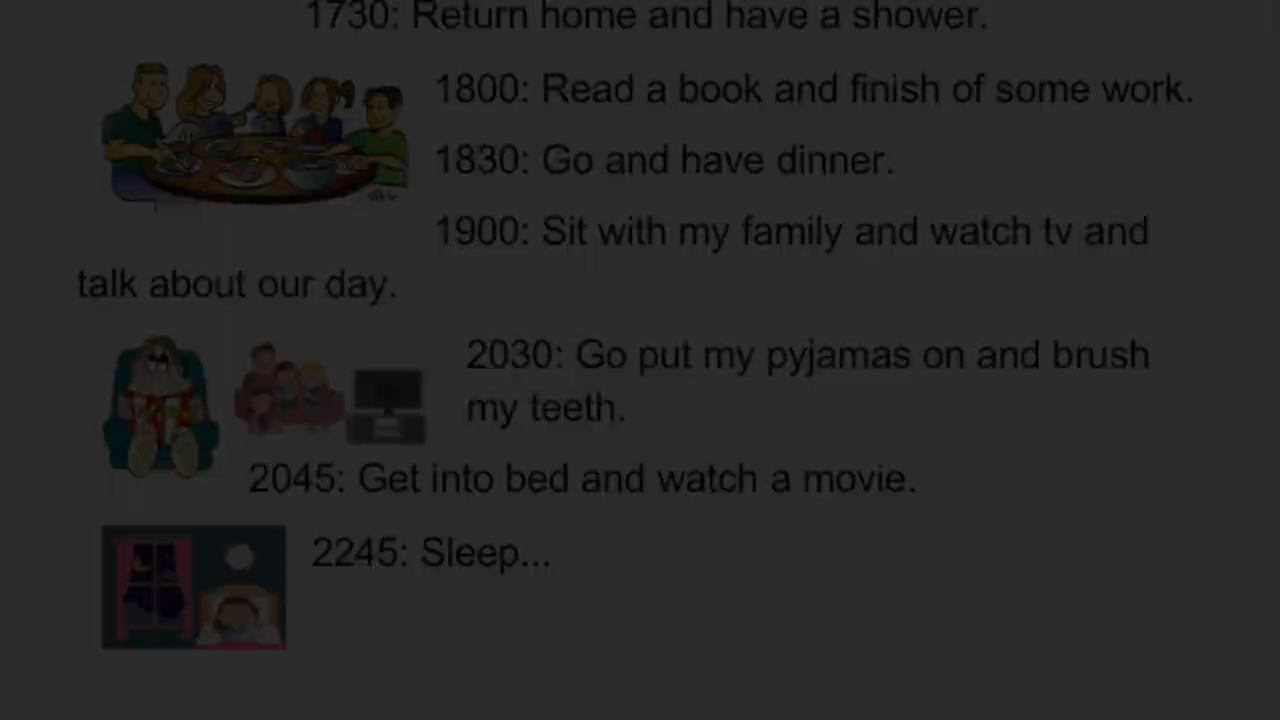 1730: Return home and have a shower.
1800: Read a book and finish of some work.
1830: Go and have dinner.
1900: Sit with my family and watch tv and
talk about our day.
2030: Go put my pyjamas on and brush
my teeth.
2045: Get into bed and watch a movie.
2245: Sleep...